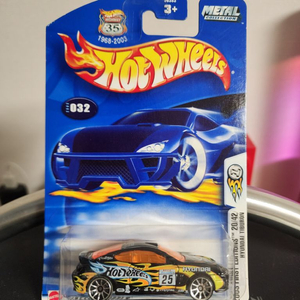 3+
METAL
COLLECTION
35
1968-2003
HOT WHEELS
032
2003 FIRST EDITIONS 20/42
HYUNDAI TIBURON
HOT WHEELS
HYUNDAI
25